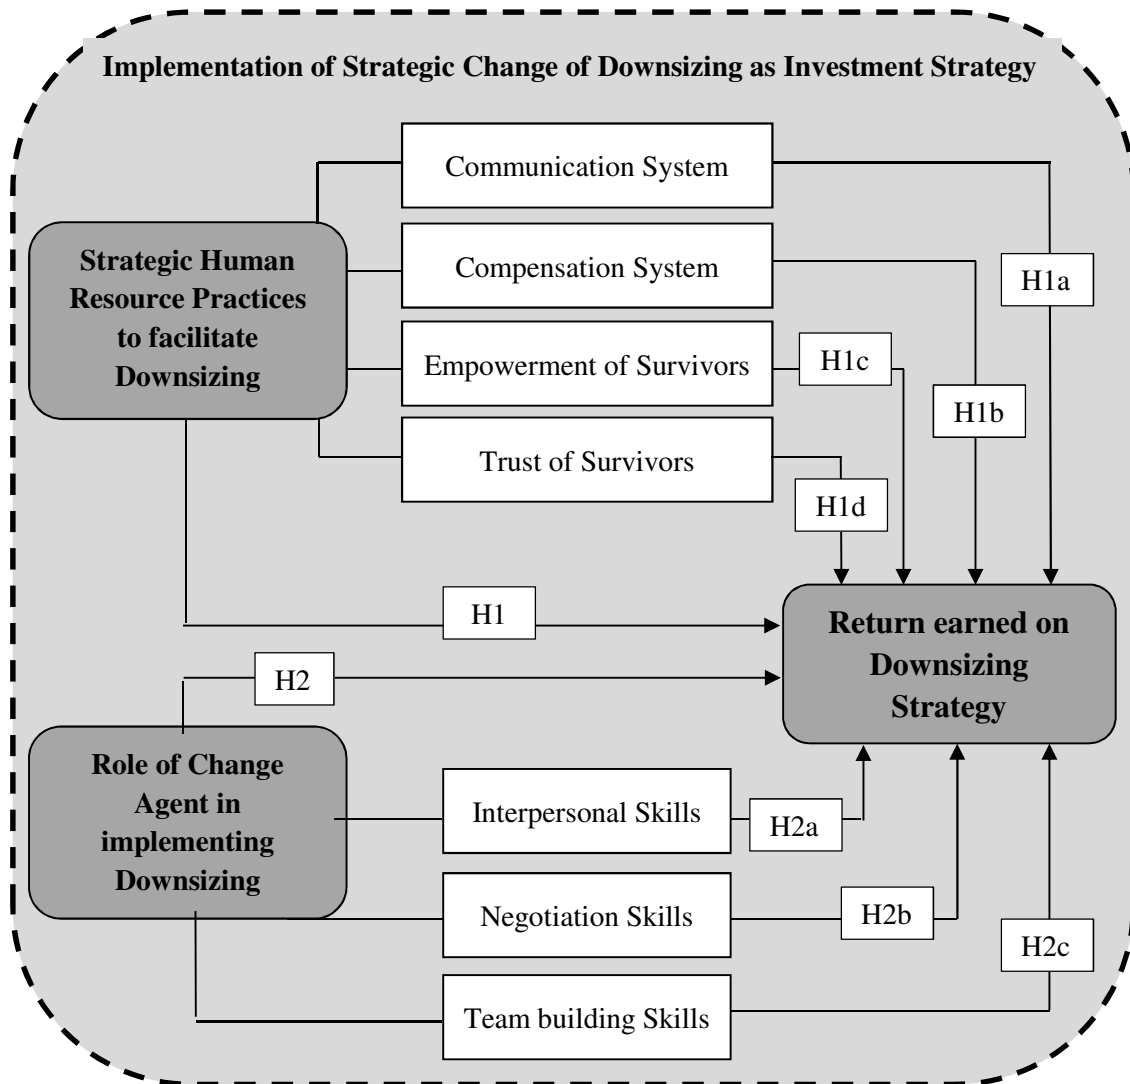 Implementation of Strategic Change of Downsizing as Investment Strategy
Communication System
Strategic Human
Resource Practices
to facilitate
Downsizing
Compensation System
H1a
Empowerment of Survivors
H1c
H1b
Trust of Survivors
H1d
H1
Return earned on
Downsizing
Strategy
H2
Role of Change
Agent in
implementing
Downsizing
Interpersonal Skills
H2a
Negotiation Skills
H2b
H2c
Team building Skills